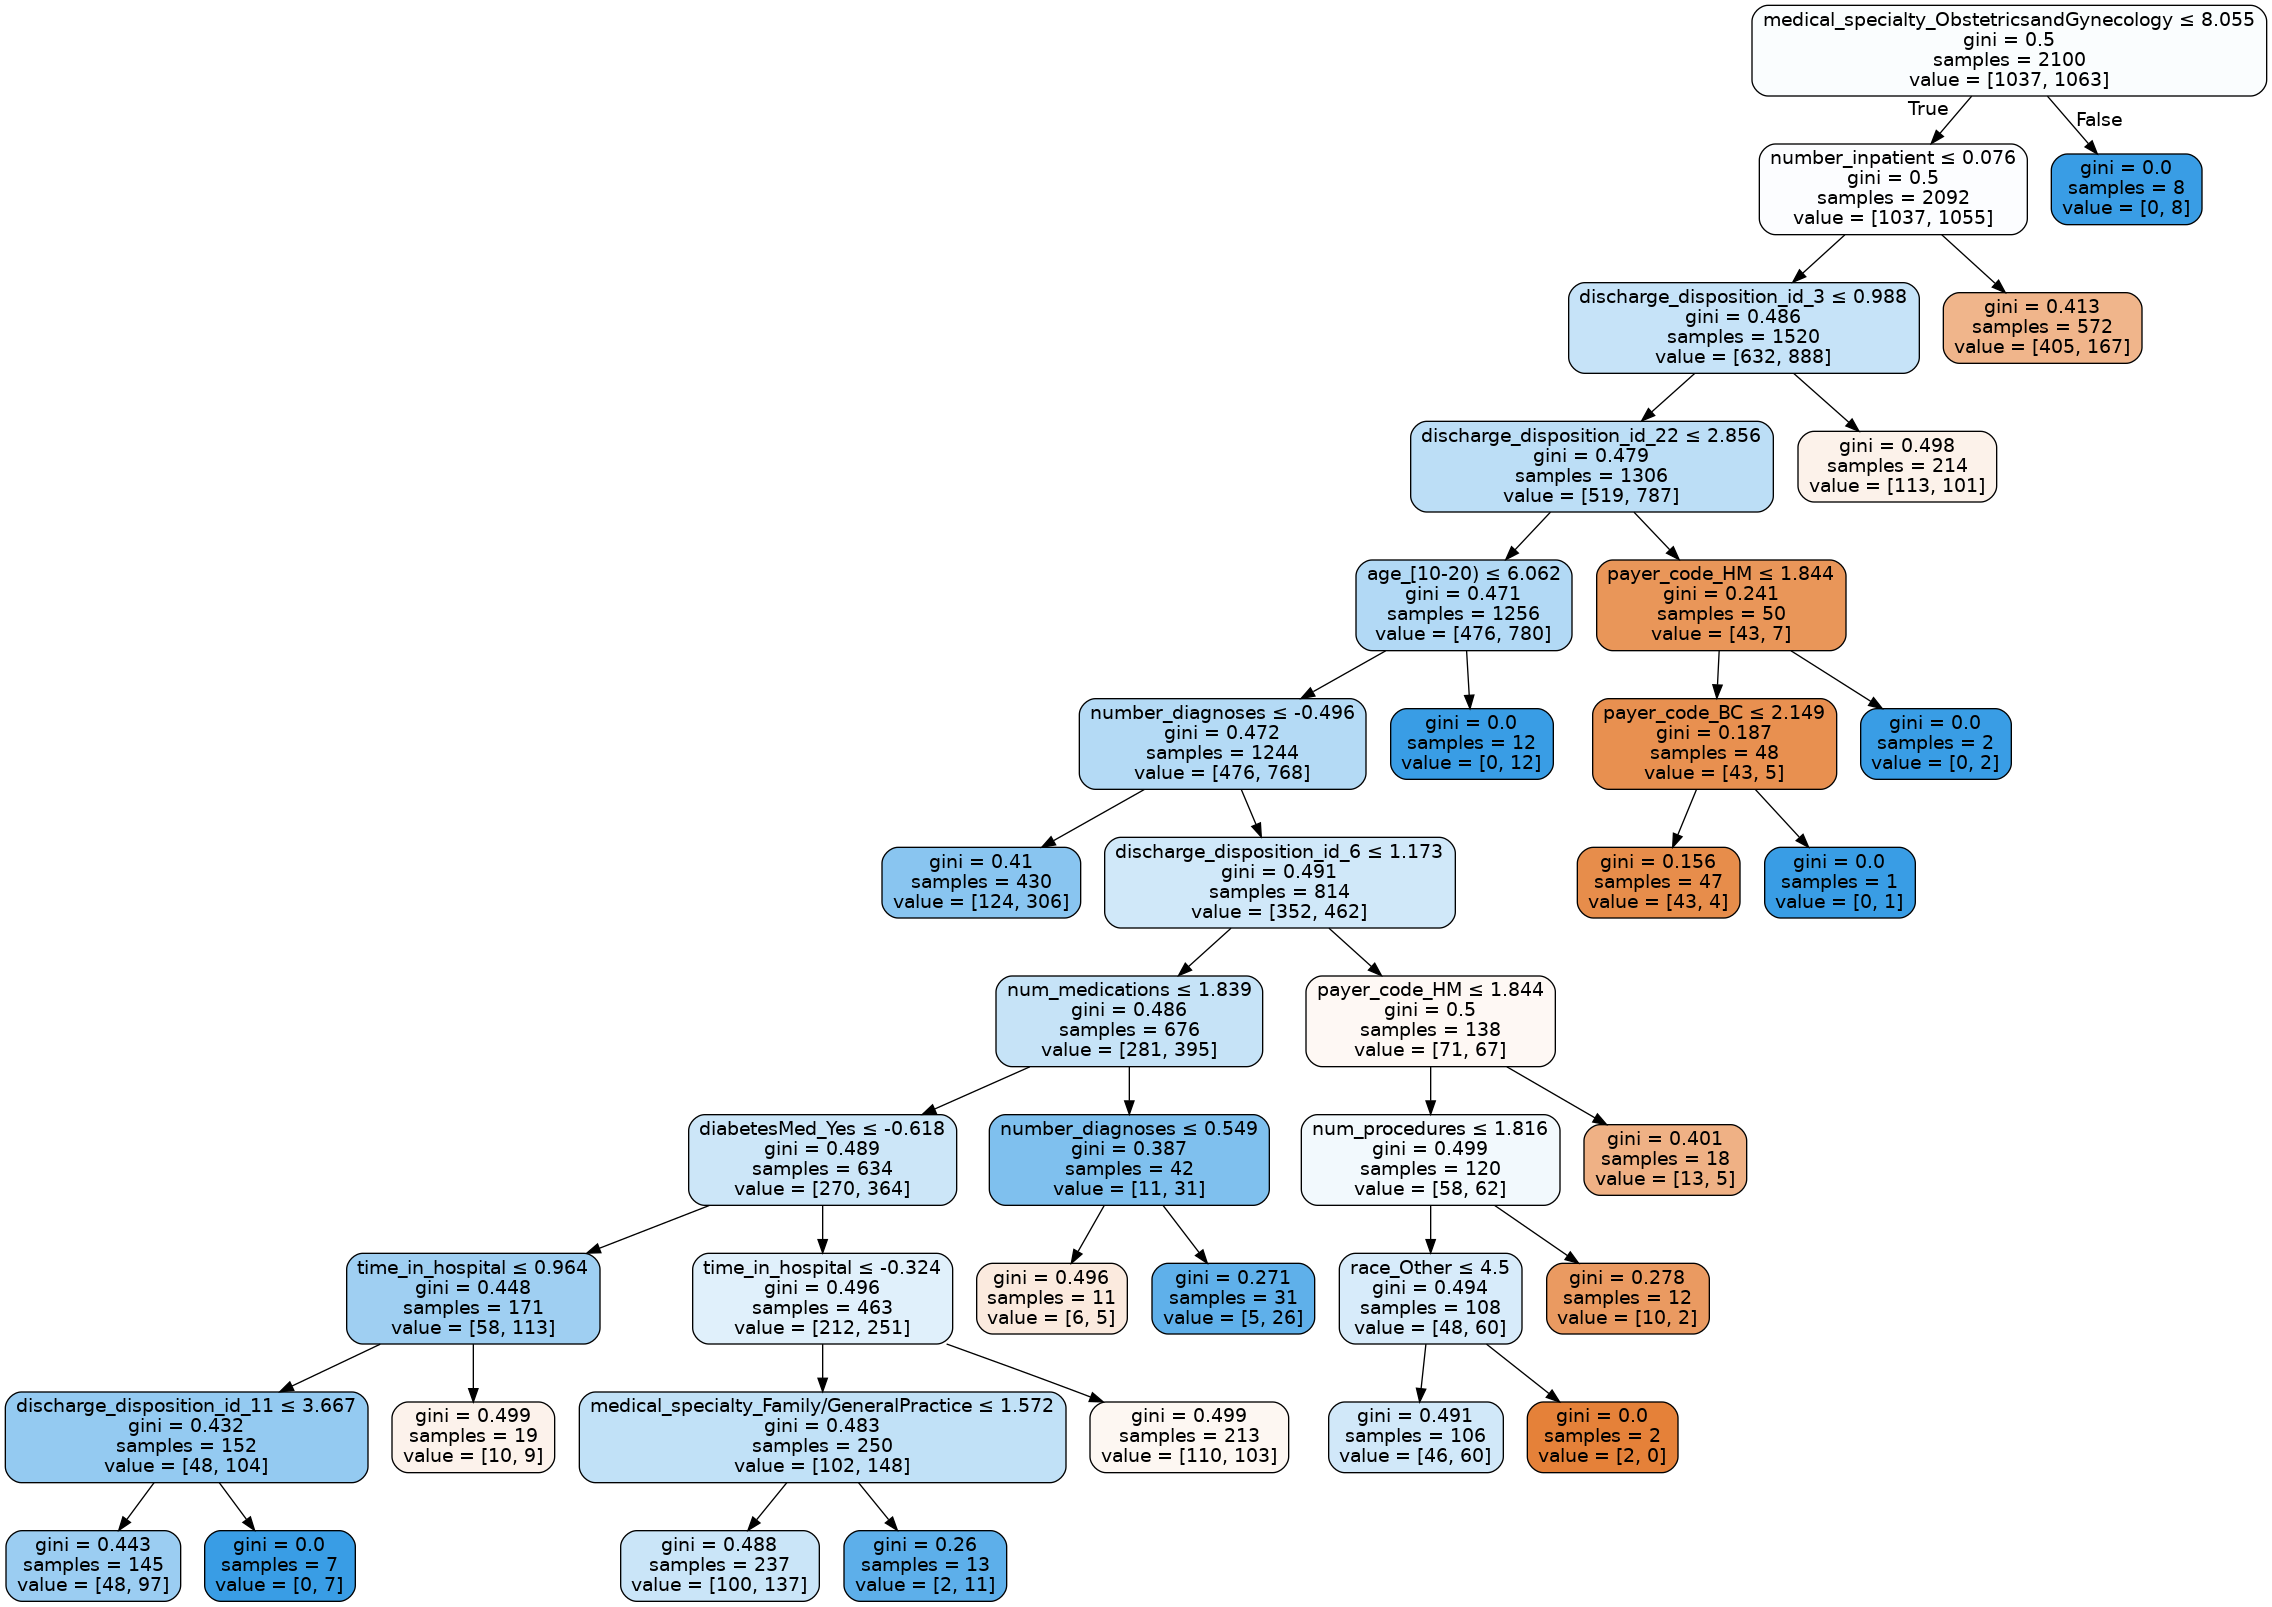 medical_specialty_ObstetricsandGynecology ≤ 8.055
gini = 0.5
samples = 2100
value = [1037, 1063]
True
False
number_inpatient ≤ 0.076
gini = 0.5
samples = 2092
value = [1037, 1055]
gini = 0.0
samples = 8
value = [0, 8]
discharge_disposition_id_3 ≤ 0.988
gini = 0.486
samples = 1520
value = [632, 888]
gini = 0.413
samples = 572
value = [405, 167]
discharge_disposition_id_22 ≤ 2.856
gini = 0.479
samples = 1306
value = [519, 787]
gini = 0.498
samples = 214
value = [113, 101]
age_[10-20) ≤ 6.062
gini = 0.471
samples = 1256
value = [476, 780]
payer_code_HM ≤ 1.844
gini = 0.241
samples = 50
value = [43, 7]
number_diagnoses ≤ -0.496
gini = 0.472
samples = 1244
value = [476, 768]
gini = 0.0
samples = 12
value = [0, 12]
payer_code_BC ≤ 2.149
gini = 0.187
samples = 48
value = [43, 5]
gini = 0.0
samples = 2
value = [0, 2]
gini = 0.41
samples = 430
value = [124, 306]
discharge_disposition_id_6 ≤ 1.173
gini = 0.491
samples = 814
value = [352, 462]
gini = 0.156
samples = 47
value = [43, 4]
gini = 0.0
samples = 1
value = [0, 1]
num_medications ≤ 1.839
gini = 0.486
samples = 676
value = [281, 395]
payer_code_HM ≤ 1.844
gini = 0.5
samples = 138
value = [71, 67]
diabetesMed_Yes ≤ -0.618
gini = 0.489
samples = 634
value = [270, 364]
number_diagnoses ≤ 0.549
gini = 0.387
samples = 42
value = [11, 31]
num_procedures ≤ 1.816
gini = 0.499
samples = 120
value = [58, 62]
gini = 0.401
samples = 18
value = [13, 5]
time_in_hospital ≤ 0.964
gini = 0.448
samples = 171
value = [58, 113]
time_in_hospital ≤ -0.324
gini = 0.496
samples = 463
value = [212, 251]
gini = 0.496
samples = 11
value = [6, 5]
gini = 0.271
samples = 31
value = [5, 26]
race_Other ≤ 4.5
gini = 0.494
samples = 108
value = [48, 60]
gini = 0.278
samples = 12
value = [10, 2]
discharge_disposition_id_11 ≤ 3.667
gini = 0.432
samples = 152
value = [48, 104]
gini = 0.499
samples = 19
value = [10, 9]
medical_specialty_Family/GeneralPractice ≤ 1.572
gini = 0.483
samples = 250
value = [102, 148]
gini = 0.499
samples = 213
value = [110, 103]
gini = 0.491
samples = 106
value = [46, 60]
gini = 0.0
samples = 2
value = [2, 0]
gini = 0.443
samples = 145
value = [48, 97]
gini = 0.0
samples = 7
value = [0, 7]
gini = 0.488
samples = 237
value = [100, 137]
gini = 0.26
samples = 13
value = [2, 11]